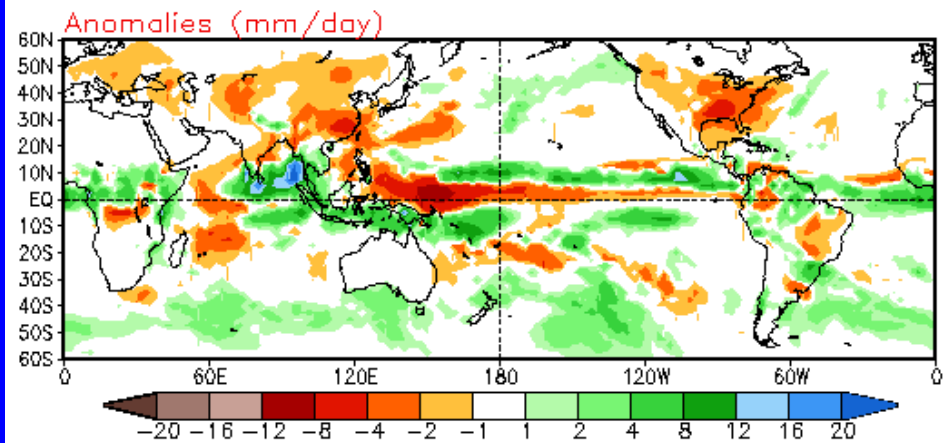 Anomalies (mm/day)
60N
50N
40N
30N
20N
10N
EQ
10S
20S
30S
40S
50S
60S
0 60E 120E 180 120W 60W 0
-20 -16 -12 -8 -4 -2 -1 1 2 4 8 12 16 20